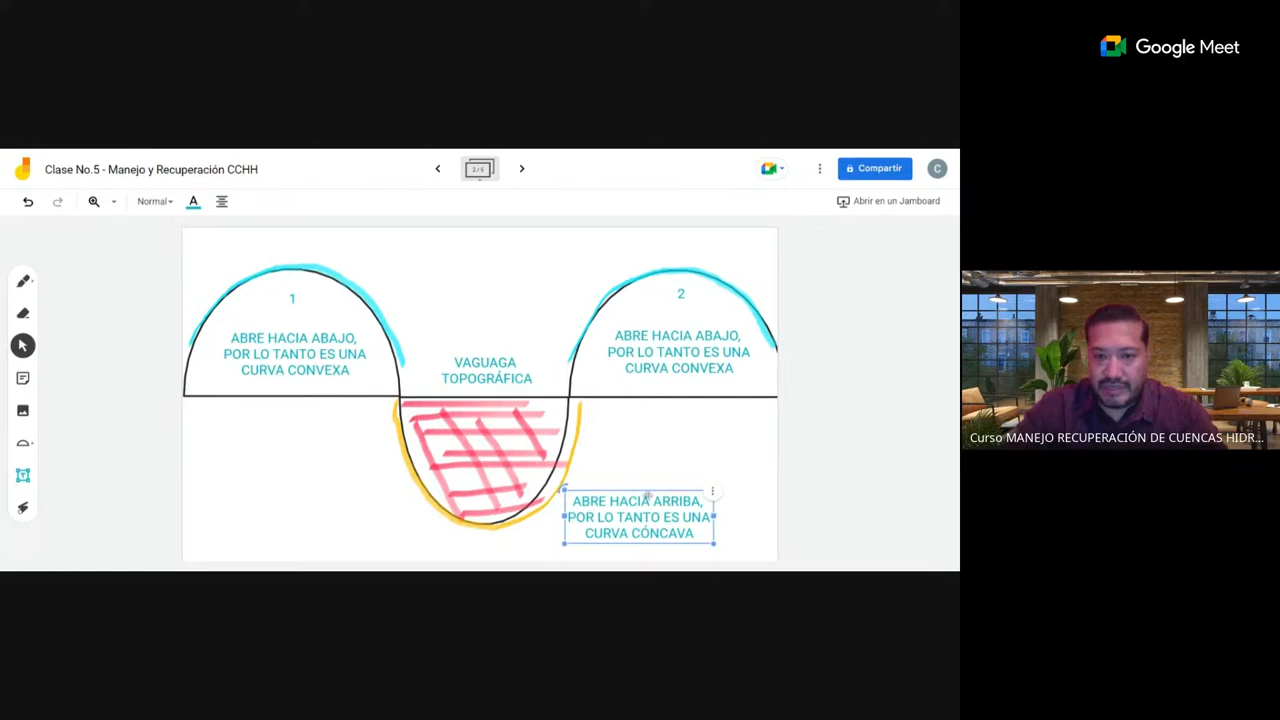 Google Meet
Clase No.5 - Manejo y Recuperación CCHH
2/5
Compartir
C
Normal
A
Abrir en un Jamboard
1
ABRE HACIA ABAJO,
POR LO TANTO ES UNA
CURVA CONVEXA
VAGUAGA
TOPOGRÁFICA
2
ABRE HACIA ABAJO,
POR LO TANTO ES UNA
CURVA CONVEXA
ABRE HACIA ARRIBA,
POR LO TANTO ES UNA
CURVA CÓNCAVA
Curso MANEJO RECUPERACIÓN DE CUENCAS HIDR...